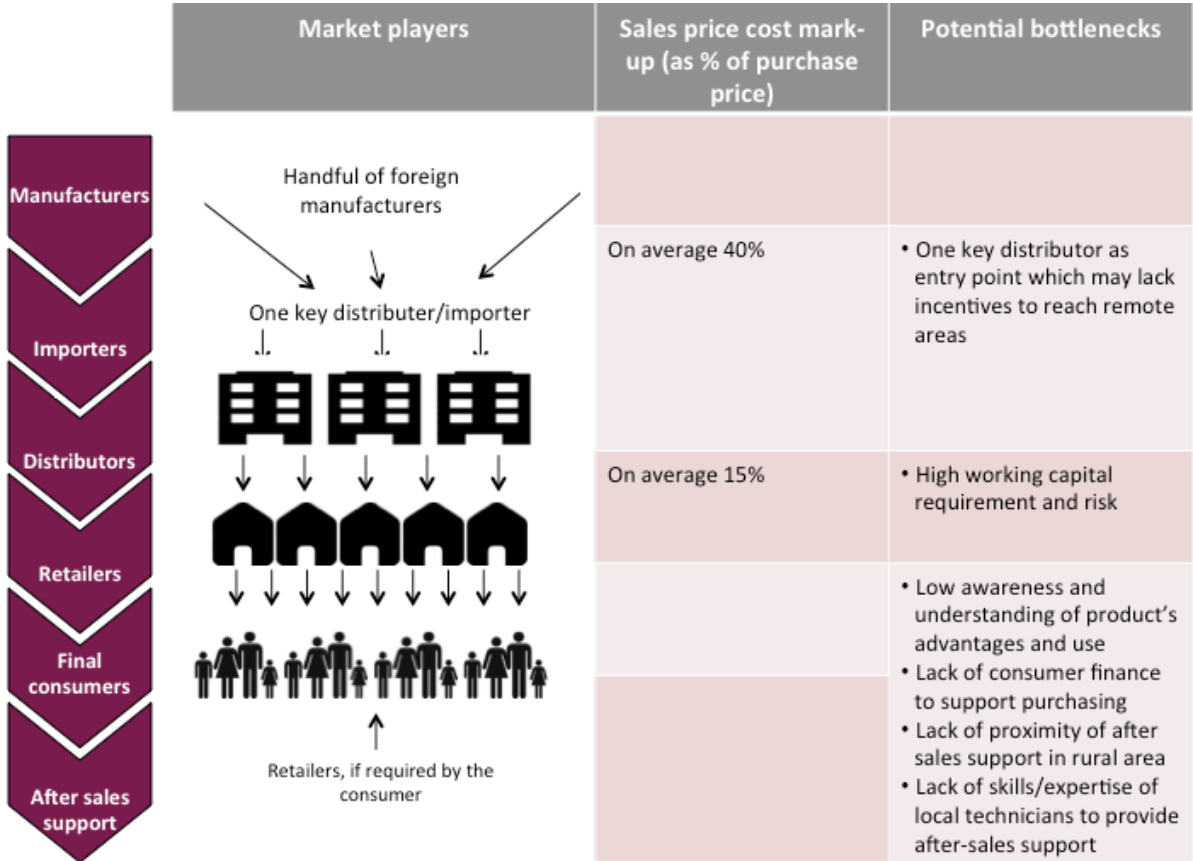 Market players
Sales price cost mark-
up (as % of purchase
price)
Potential bottlenecks
Manufacturers
Importers
Distributors
Retailers
Final
consumers
After sales
support
Handful of foreign
manufacturers
One key distributer/importer
Retailers, if required by the
consumer
On average 40%
On average 15%
• One key distributor as
entry point which may lack
incentives to reach remote
areas
• High working capital
requirement and risk
• Low awareness and
understanding of product's
advantages and use
• Lack of consumer finance
to support purchasing
• Lack of proximity of after
sales support in rural area
• Lack of skills/expertise of
local technicians to provide
after-sales support